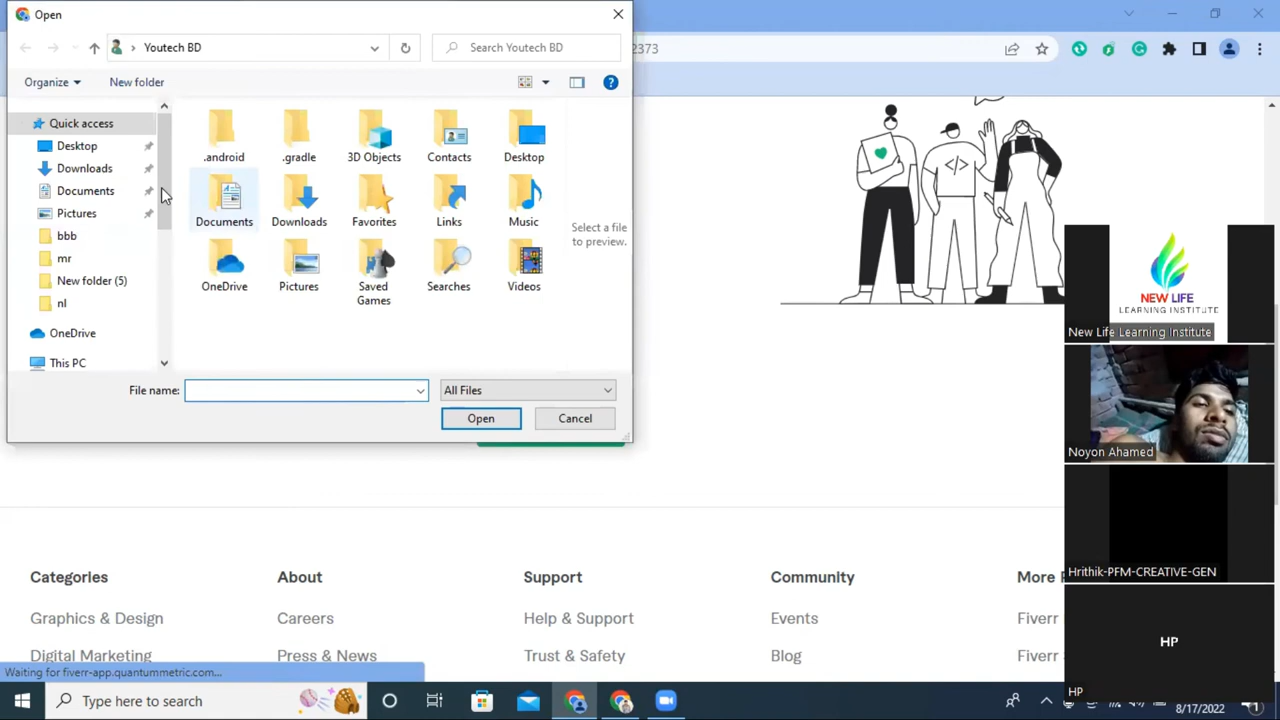 Open
Youtech BD
Search Youtech BD
2373
Organize
New folder
Quick access
Desktop
Downloads
Documents
Pictures
bbb
mr
New folder (5)
nl
OneDrive
This PC
.android
.gradle
3D Objects
Contacts
Desktop
Documents
Downloads
Favorites
Links
Music
OneDrive
Pictures
Saved
Games
Searches
Videos
Select a file
to preview.
File name:
All Files
Open
Cancel
</>
NEW LIFE
LEARNING INSTITUTE
New Life Learning Institute
Noyon Ahamed
Hrithik-PFM-CREATIVE-GEN
HP
HP
Categories
About
Support
Community
More
Graphics & Design
Careers
Help & Support
Events
Fiverr
Digital Marketing
Press & News
Trust & Safety
Blog
Fiverr
Waiting for fiverr-app.quantummetric.com...
Type here to search
8/17/2022